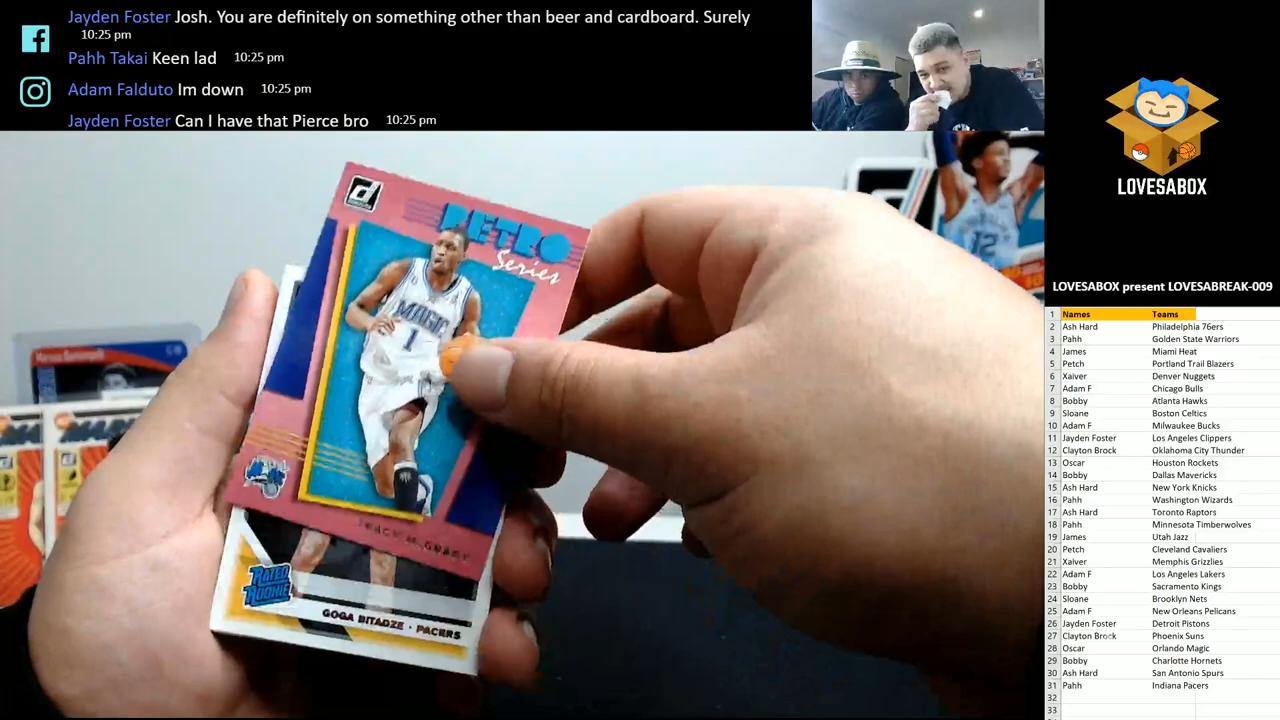 Jayden Foster Josh. You are definitely on something other than beer and cardboard. Surely
10:25 pm
Pahh Takai Keen lad 10:25 pm
Adam Falduto Im down 10:25 pm
Jayden Foster Can I have that Pierce bro 10:25 pm
LOVESABOX
LOVESABOX present LOVESABREAK-009
RETRO
Series
MAGIC
1
12
RATED
ROOKIE
GOGA BITADZE · PACERS
1 Names Teams
2 Ash Hard Philadelphia 76ers
3 Pahh Golden State Warriors
4 James Miami Heat
5 Petch Portland Trail Blazers
6 Xaiver Denver Nuggets
7 Adam F Chicago Bulls
8 Bobby Atlanta Hawks
9 Sloane Boston Celtics
10 Adam F Milwaukee Bucks
11 Jayden Foster Los Angeles Clippers
12 Clayton Brock Oklahoma City Thunder
13 Oscar Houston Rockets
14 Bobby Dallas Mavericks
15 Ash Hard New York Knicks
16 Pahh Washington Wizards
17 Ash Hard Toronto Raptors
18 Pahh Minnesota Timberwolves
19 James Utah Jazz
20 Petch Cleveland Cavaliers
21 Xaiver Memphis Grizzlies
22 Adam F Los Angeles Lakers
23 Bobby Sacramento Kings
24 Sloane Brooklyn Nets
25 Adam F New Orleans Pelicans
26 Jayden Foster Detroit Pistons
27 Clayton Brock Phoenix Suns
28 Oscar Orlando Magic
29 Bobby Charlotte Hornets
30 Ash Hard San Antonio Spurs
31 Pahh Indiana Pacers
32
33